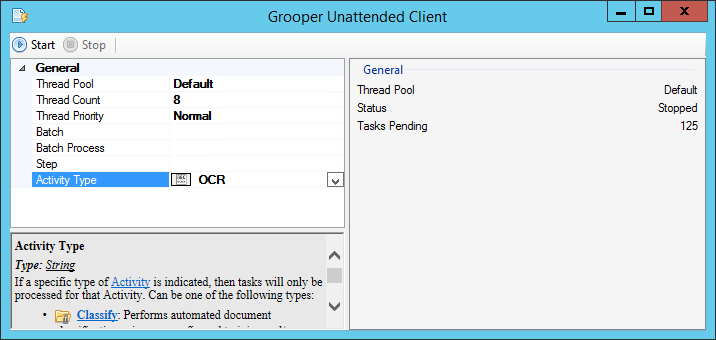 Grooper Unattended Client
Start Stop
General
Thread Pool Default
Thread Count 8
Thread Priority Normal
Batch
Batch Process
Step
Activity Type OCR
Activity Type
Type: String
If a specific type of Activity is indicated, then tasks will only be
processed for that Activity. Can be one of the following types:
• Classify: Performs automated document
General
Thread Pool Default
Status Stopped
Tasks Pending 125